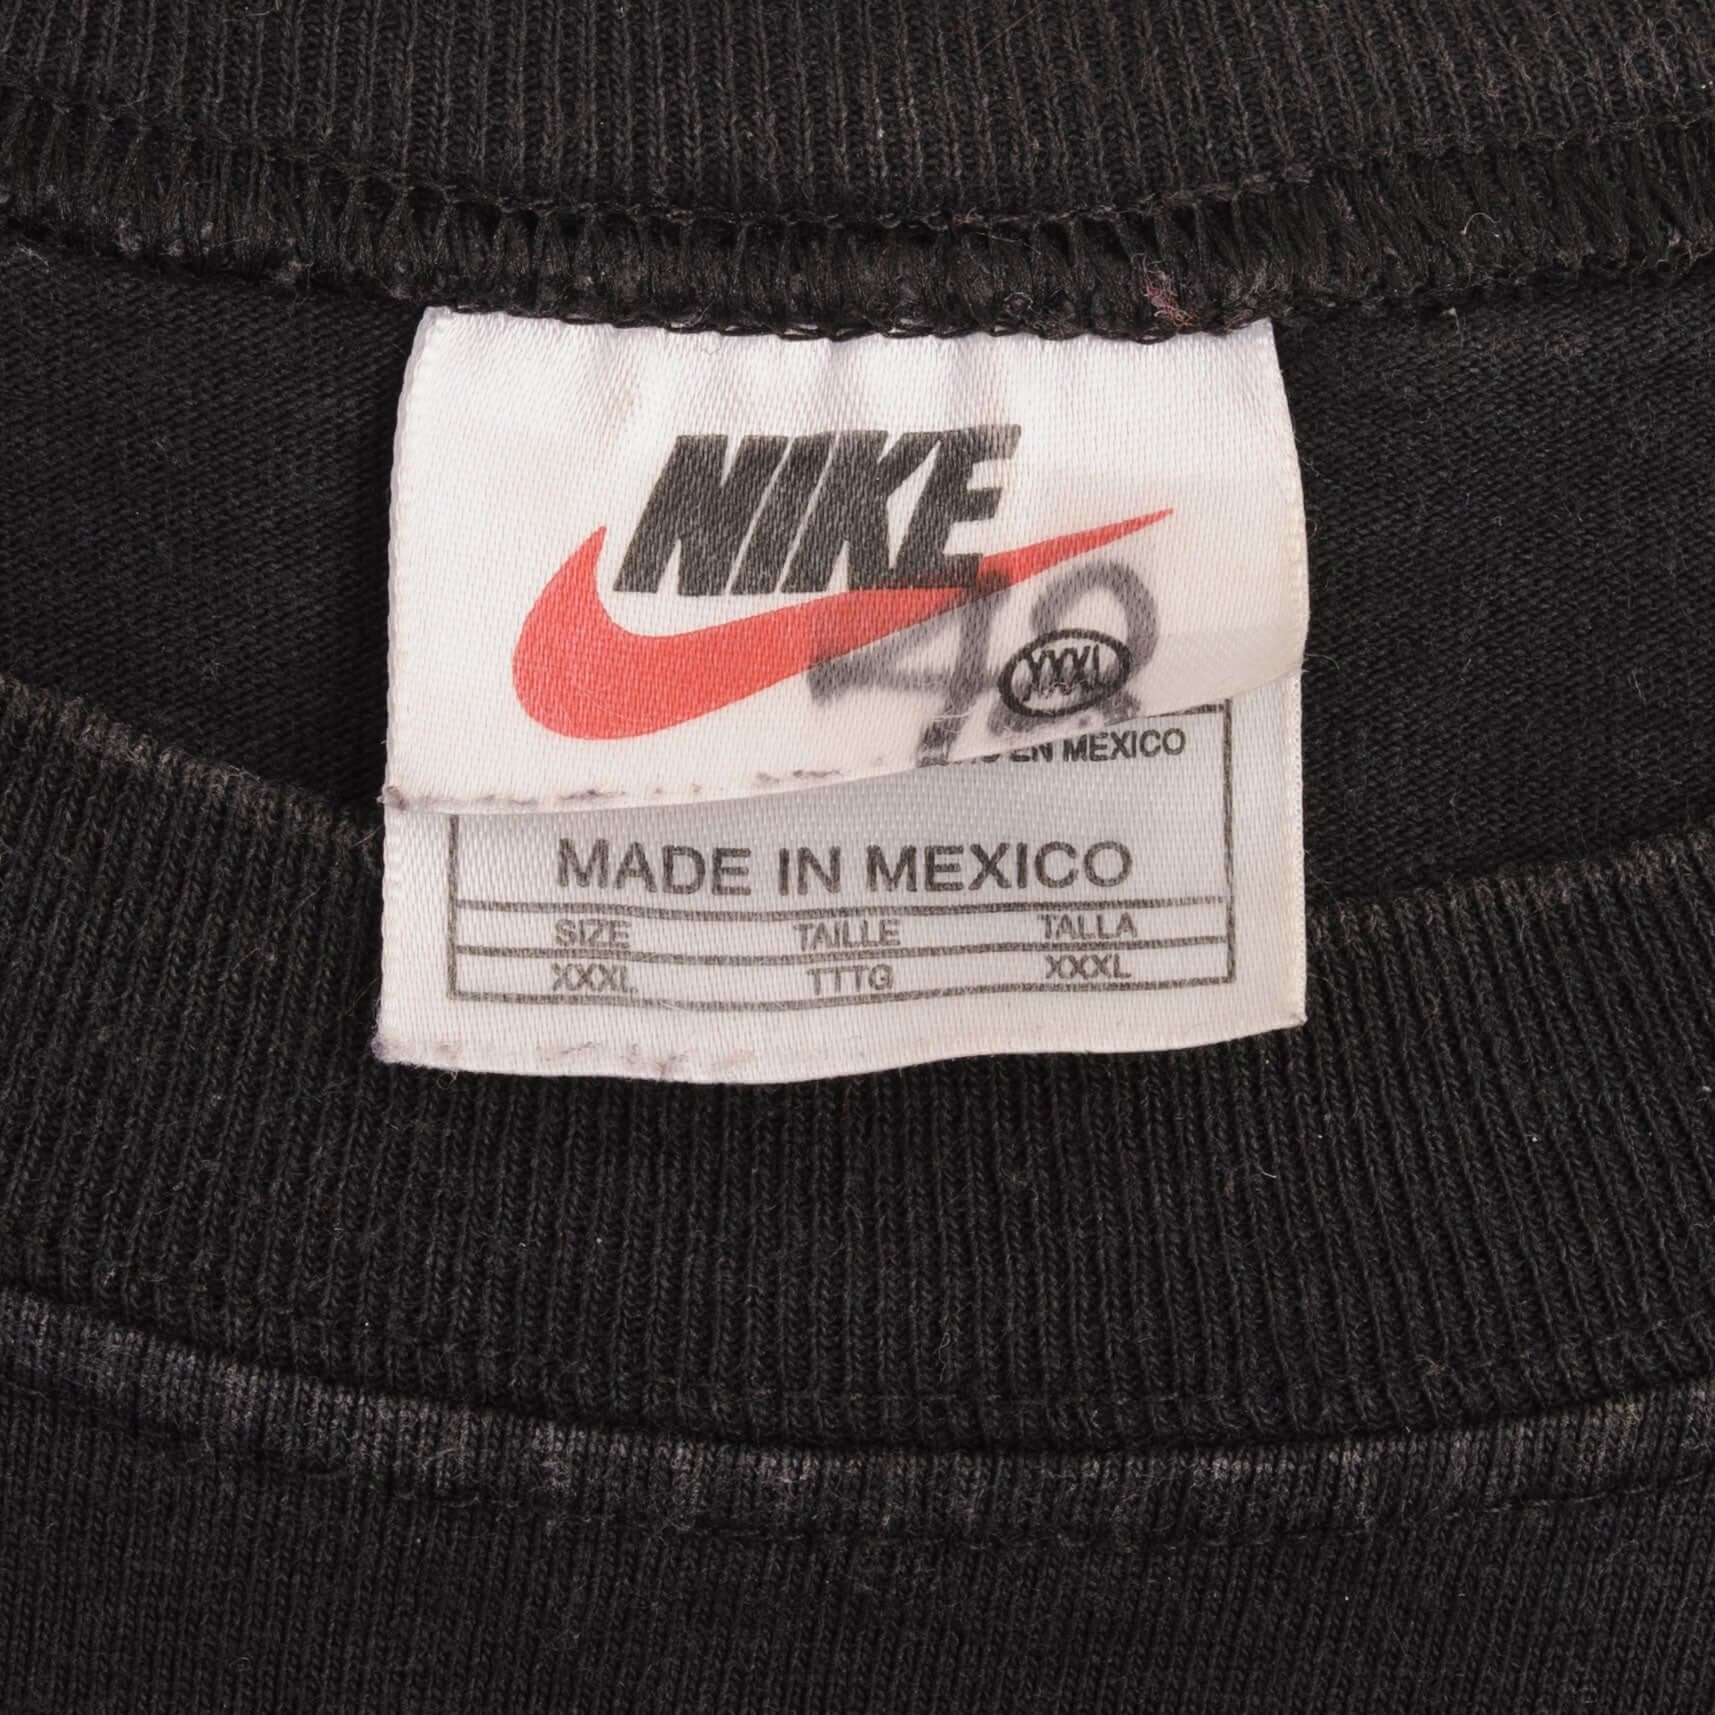 NIKE
48
XXXL
EN MEXICO
MADE IN MEXICO
SIZE TAILLE TALLA
XXXL TTTG XXXL